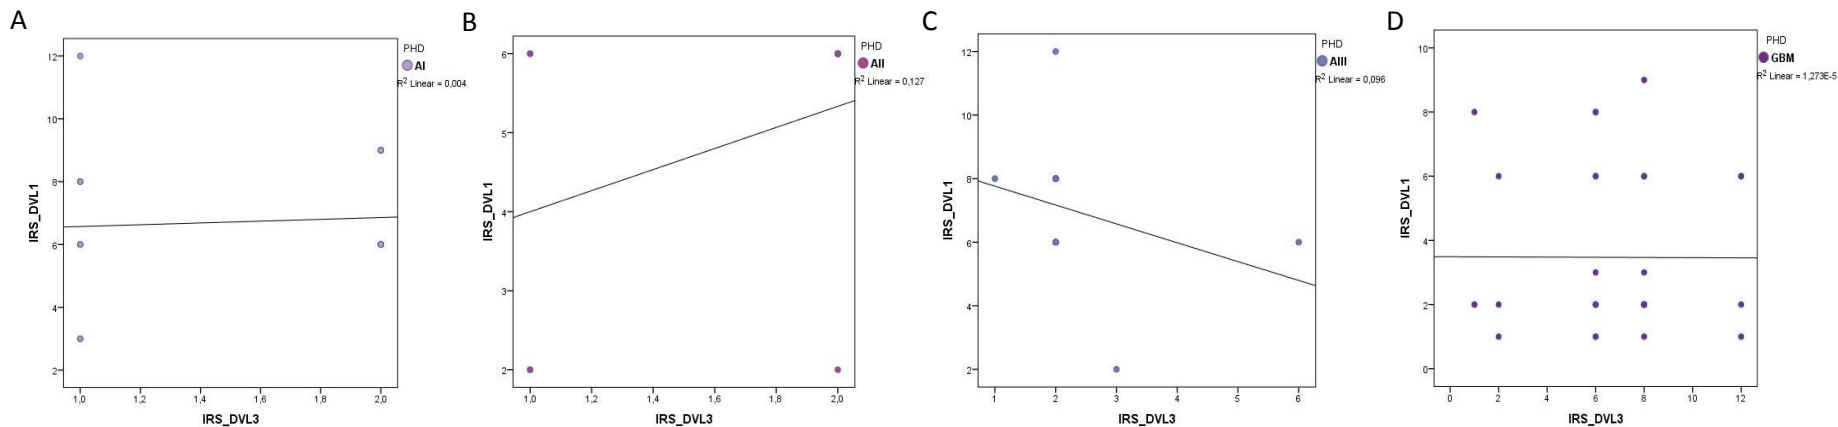 A
PHD
AI
R² Linear = 0,004
IRS_DVL1
12
10
8
6
4
2
1,0 1,2 1,4 1,6 1,8 2,0
IRS_DVL3
B
PHD
AII
R² Linear = 0,127
IRS_DVL1
6
5
4
3
2
1,0 1,2 1,4 1,6 1,8 2,0
IRS_DVL3
C
PHD
AIII
R² Linear = 0,096
IRS_DVL1
12
10
8
6
4
2
1 2 3 4 5 6
IRS_DVL3
D
PHD
GBM
R² Linear = 1,273E-5
IRS_DVL1
10
8
6
4
2
0
0 2 4 6 8 10 12
IRS_DVL3